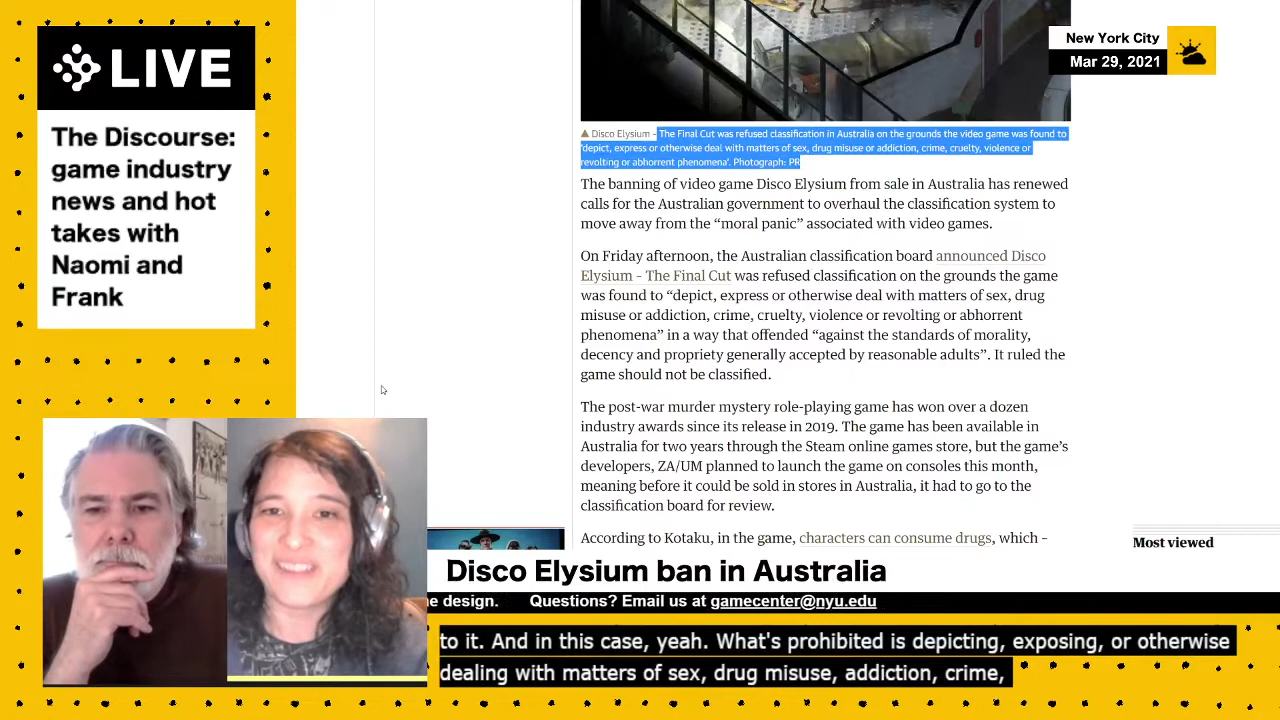 LIVE
The Discourse:
game industry
news and hot
takes with
Naomi and
Frank
New York City
Mar 29, 2021
Disco Elysium – The Final Cut was refused classification in Australia on the grounds the video game was found to
‘depict, express or otherwise deal with matters of sex, drug misuse or addiction, crime, cruelty, violence or
revolting or abhorrent phenomena’. Photograph: PR
The banning of video game Disco Elysium from sale in Australia has renewed
calls for the Australian government to overhaul the classification system to
move away from the “moral panic” associated with video games.
On Friday afternoon, the Australian classification board announced Disco
Elysium – The Final Cut was refused classification on the grounds the game
was found to “depict, express or otherwise deal with matters of sex, drug
misuse or addiction, crime, cruelty, violence or revolting or abhorrent
phenomena” in a way that offended “against the standards of morality,
decency and propriety generally accepted by reasonable adults”. It ruled the
game should not be classified.
The post-war murder mystery role-playing game has won over a dozen
industry awards since its release in 2019. The game has been available in
Australia for two years through the Steam online games store, but the game’s
developers, ZA/UM planned to launch the game on consoles this month,
meaning before it could be sold in stores in Australia, it had to go to the
classification board for review.
According to Kotaku, in the game, characters can consume drugs, which –
Most viewed
Disco Elysium ban in Australia
e design. Questions? Email us at gamecenter@nyu.edu
to it. And in this case, yeah. What's prohibited is depicting, exposing, or otherwise
dealing with matters of sex, drug misuse, addiction, crime,